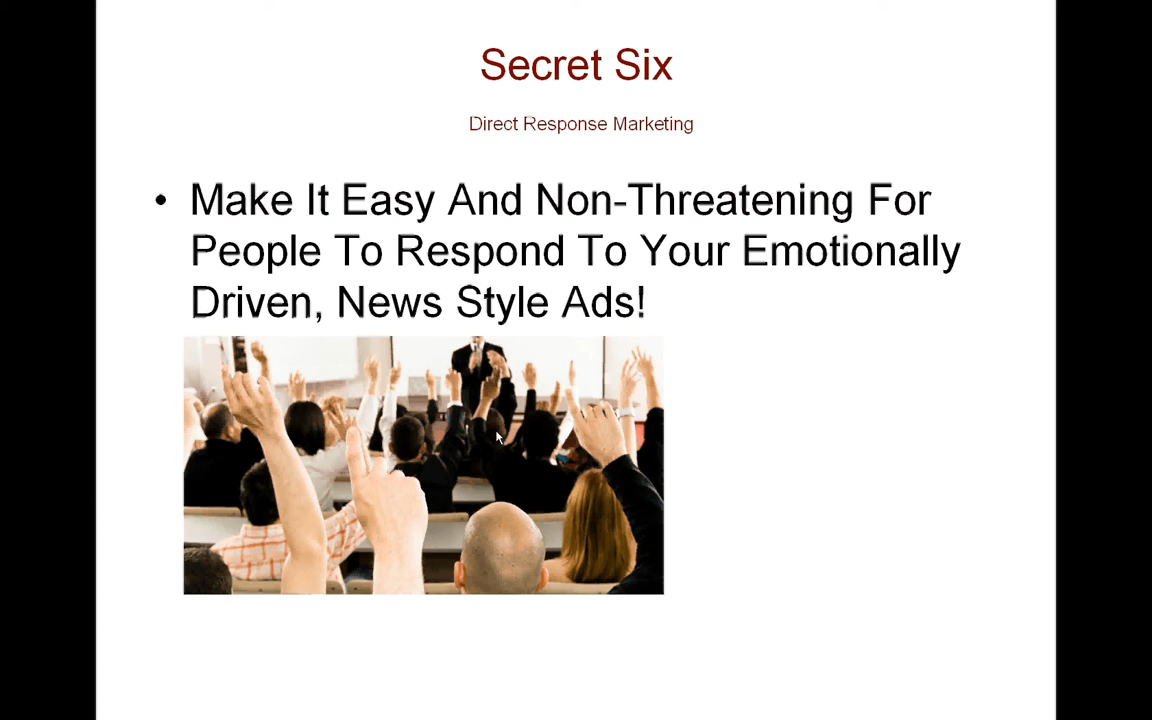 Secret Six
Direct Response Marketing
• Make It Easy And Non-Threatening For
People To Respond To Your Emotionally
Driven, News Style Ads!